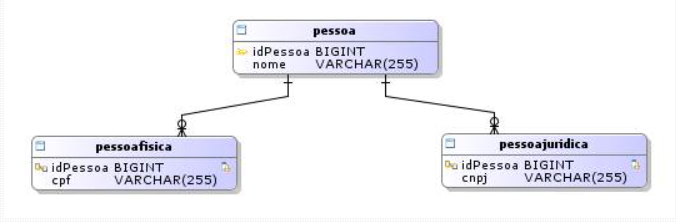 pessoa
idPessoa BIGINT
nome VARCHAR(255)
pessoafisica
idPessoa BIGINT
cpf VARCHAR(255)
pessoajuridica
idPessoa BIGINT
cnpj VARCHAR(255)